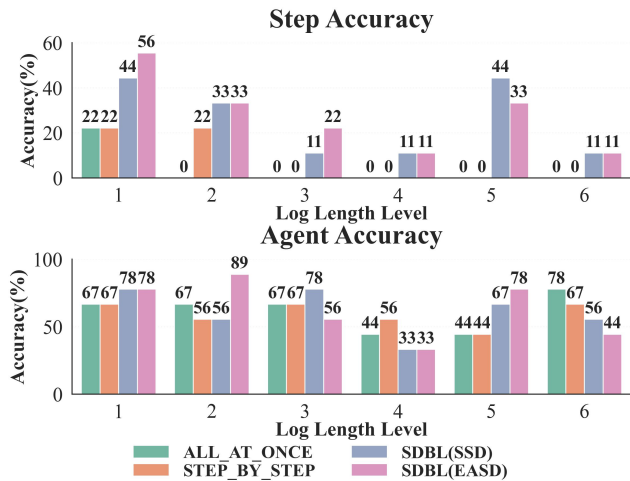 Step Accuracy
Accuracy(%)
60
40
20
0
22 22 44 56
0 22 33 33
0 0 11 22
0 0 11 11
0 0 44 33
0 0 11 11
1 2 3 4 5 6
Log Length Level
Agent Accuracy
Accuracy(%)
100
50
0
67 67 78 78
67 56 56 89
67 67 78 56
44 56 33 33
44 44 67 78
78 67 56 44
1 2 3 4 5 6
Log Length Level
ALL_AT_ONCE
STEP_BY_STEP
SDBL(SSD)
SDBL(EASD)